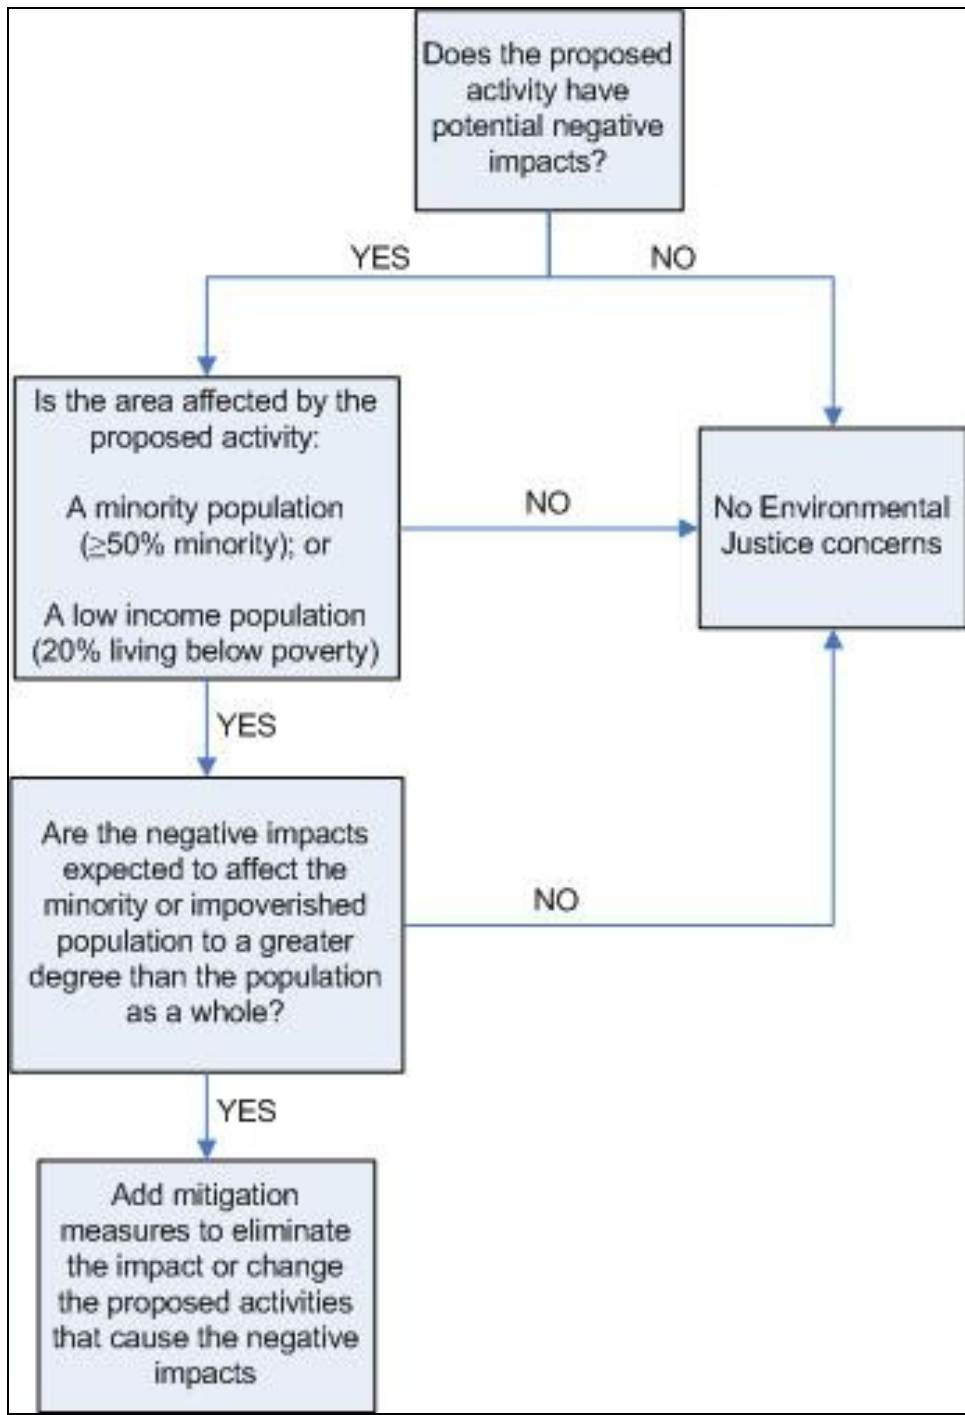 Does the proposed
activity have
potential negative
impacts?
YES
NO
Is the area affected by the
proposed activity:
A minority population
(≥50% minority); or
A low income population
(20% living below poverty)
NO
No Environmental
Justice concerns
YES
Are the negative impacts
expected to affect the
minority or impoverished
population to a greater
degree than the population
as a whole?
NO
YES
Add mitigation
measures to eliminate
the impact or change
the proposed activities
that cause the negative
impacts